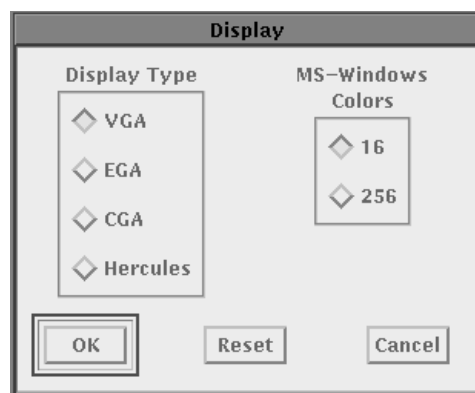 Display
Display Type
VGA
EGA
CGA
Hercules
MS-Windows
Colors
16
256
OK
Reset
Cancel